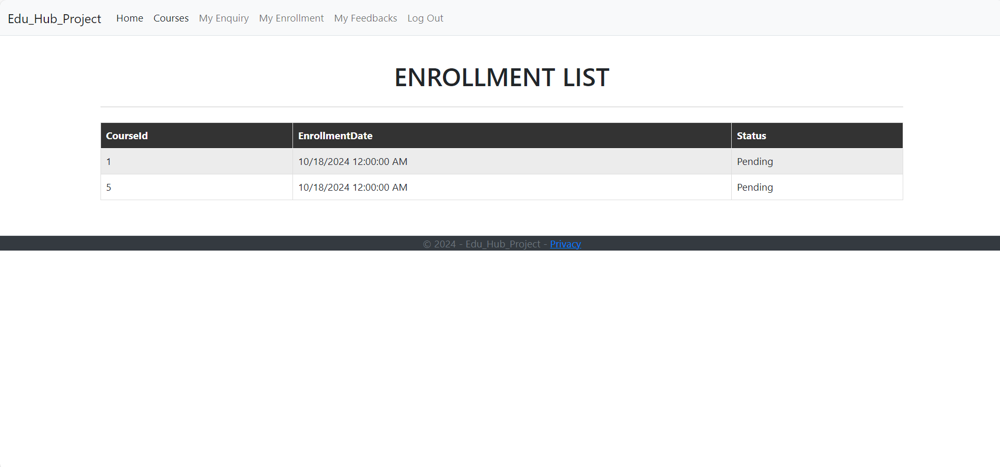 Edu_Hub_Project Home Courses My Enquiry My Enrollment My Feedbacks Log Out
ENROLLMENT LIST
CourseId EnrollmentDate Status
1 10/18/2024 12:00:00 AM Pending
5 10/18/2024 12:00:00 AM Pending
© 2024 - Edu_Hub_Project - Privacy